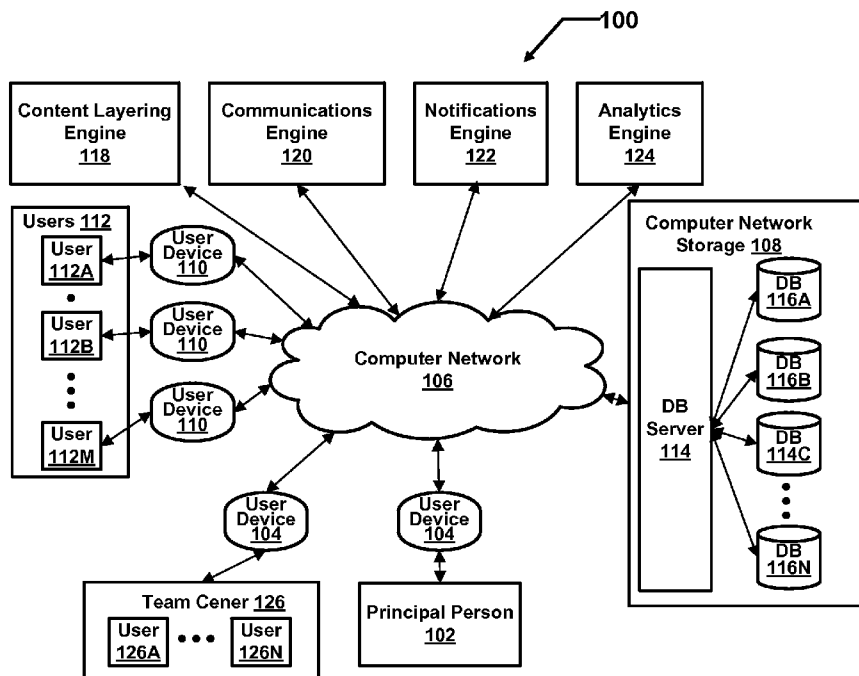 100
Content Layering
Engine
118
Communications
Engine
120
Notifications
Engine
122
Analytics
Engine
124
Users 112
User
112A
User
112B
User
112M
User
Device
110
User
Device
110
User
Device
110
Computer Network
106
Computer Network
Storage 108
DB
Server
114
DB
116A
DB
116B
DB
114C
DB
116N
User
Device
104
User
Device
104
Team Cener 126
User
126A
User
126N
Principal Person
102